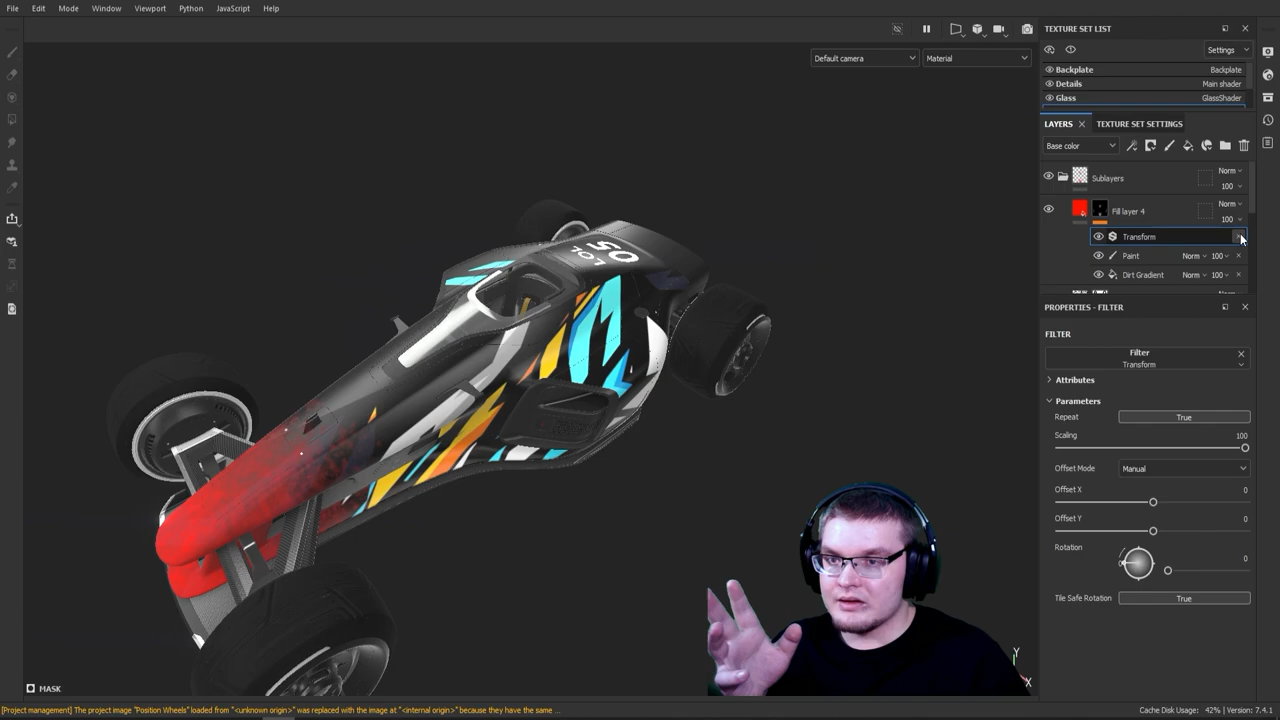 File Edit Mode Window Viewport Python JavaScript Help
TEXTURE SET LIST
Settings
Default camera
Material
Backplate Backplate
Details Main shader
Glass GlassShader
LAYERS
TEXTURE SET SETTINGS
Base color
Sublayers
Norm
100
Fill layer 4
Norm
100
Transform
Paint Norm 100
Dirt Gradient Norm 100
PROPERTIES - FILTER
FILTER
Filter
Transform
Attributes
Parameters
Repeat True
Scaling 100
Offset Mode Manual
Offset X 0
Offset Y 0
Rotation 0
Tile Safe Rotation True
05
LOL
Y
X
MASK
[Project management] The project image "Position Wheels" loaded from "<unknown origin>" was replaced with the image at "<internal origin>" because they have the same ...
Cache Disk Usage: 42% | Version: 7.4.1